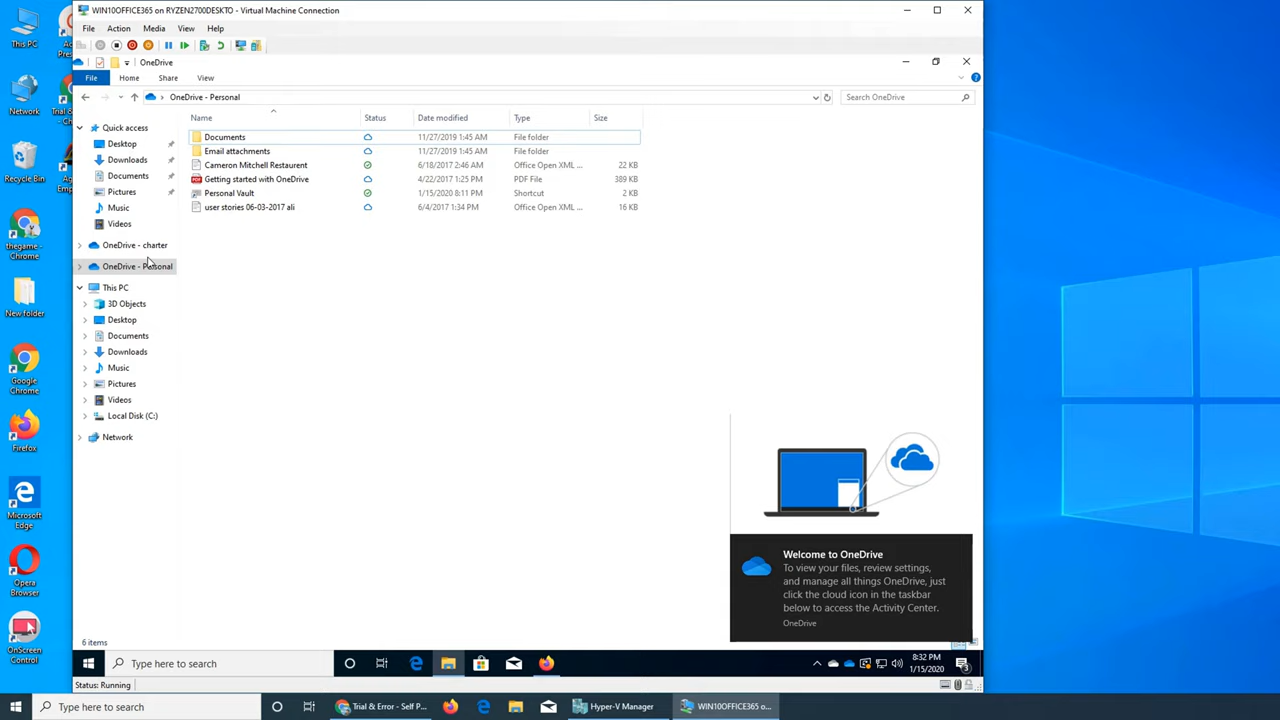 WIN10OFFICE365 on RYZEN2700DESKTO - Virtual Machine Connection
File Action Media View Help
OneDrive
File Home Share View
OneDrive - Personal
Search OneDrive
Name Status Date modified Type Size
Documents 11/27/2019 1:45 AM File folder
Email attachments 11/27/2019 1:45 AM File folder
Cameron Mitchell Restaurent 6/18/2017 2:46 AM Office Open XML ... 22 KB
Getting started with OneDrive 4/22/2017 1:25 PM PDF File 389 KB
Personal Vault 1/15/2020 8:11 PM Shortcut 2 KB
user stories 06-03-2017 ali 6/4/2017 1:34 PM Office Open XML ... 16 KB
Quick access
Desktop
Downloads
Documents
Pictures
Music
Videos
OneDrive - charter
OneDrive - Personal
This PC
3D Objects
Desktop
Documents
Downloads
Music
Pictures
Videos
Local Disk (C:)
Network
Welcome to OneDrive
To view your files, review settings,
and manage all things OneDrive, just
click the cloud icon in the taskbar
below to access the Activity Center.
OneDrive
6 items
Type here to search
8:32 PM
1/15/2020
3
Status: Running
This PC
Network
Recycle Bin
thegame -
Chrome
New folder
Google
Chrome
Firefox
Microsoft
Edge
Opera
Browser
OnScreen
Control
Type here to search
Trial & Error - Self P...
Hyper-V Manager
WIN10OFFICE365 o...